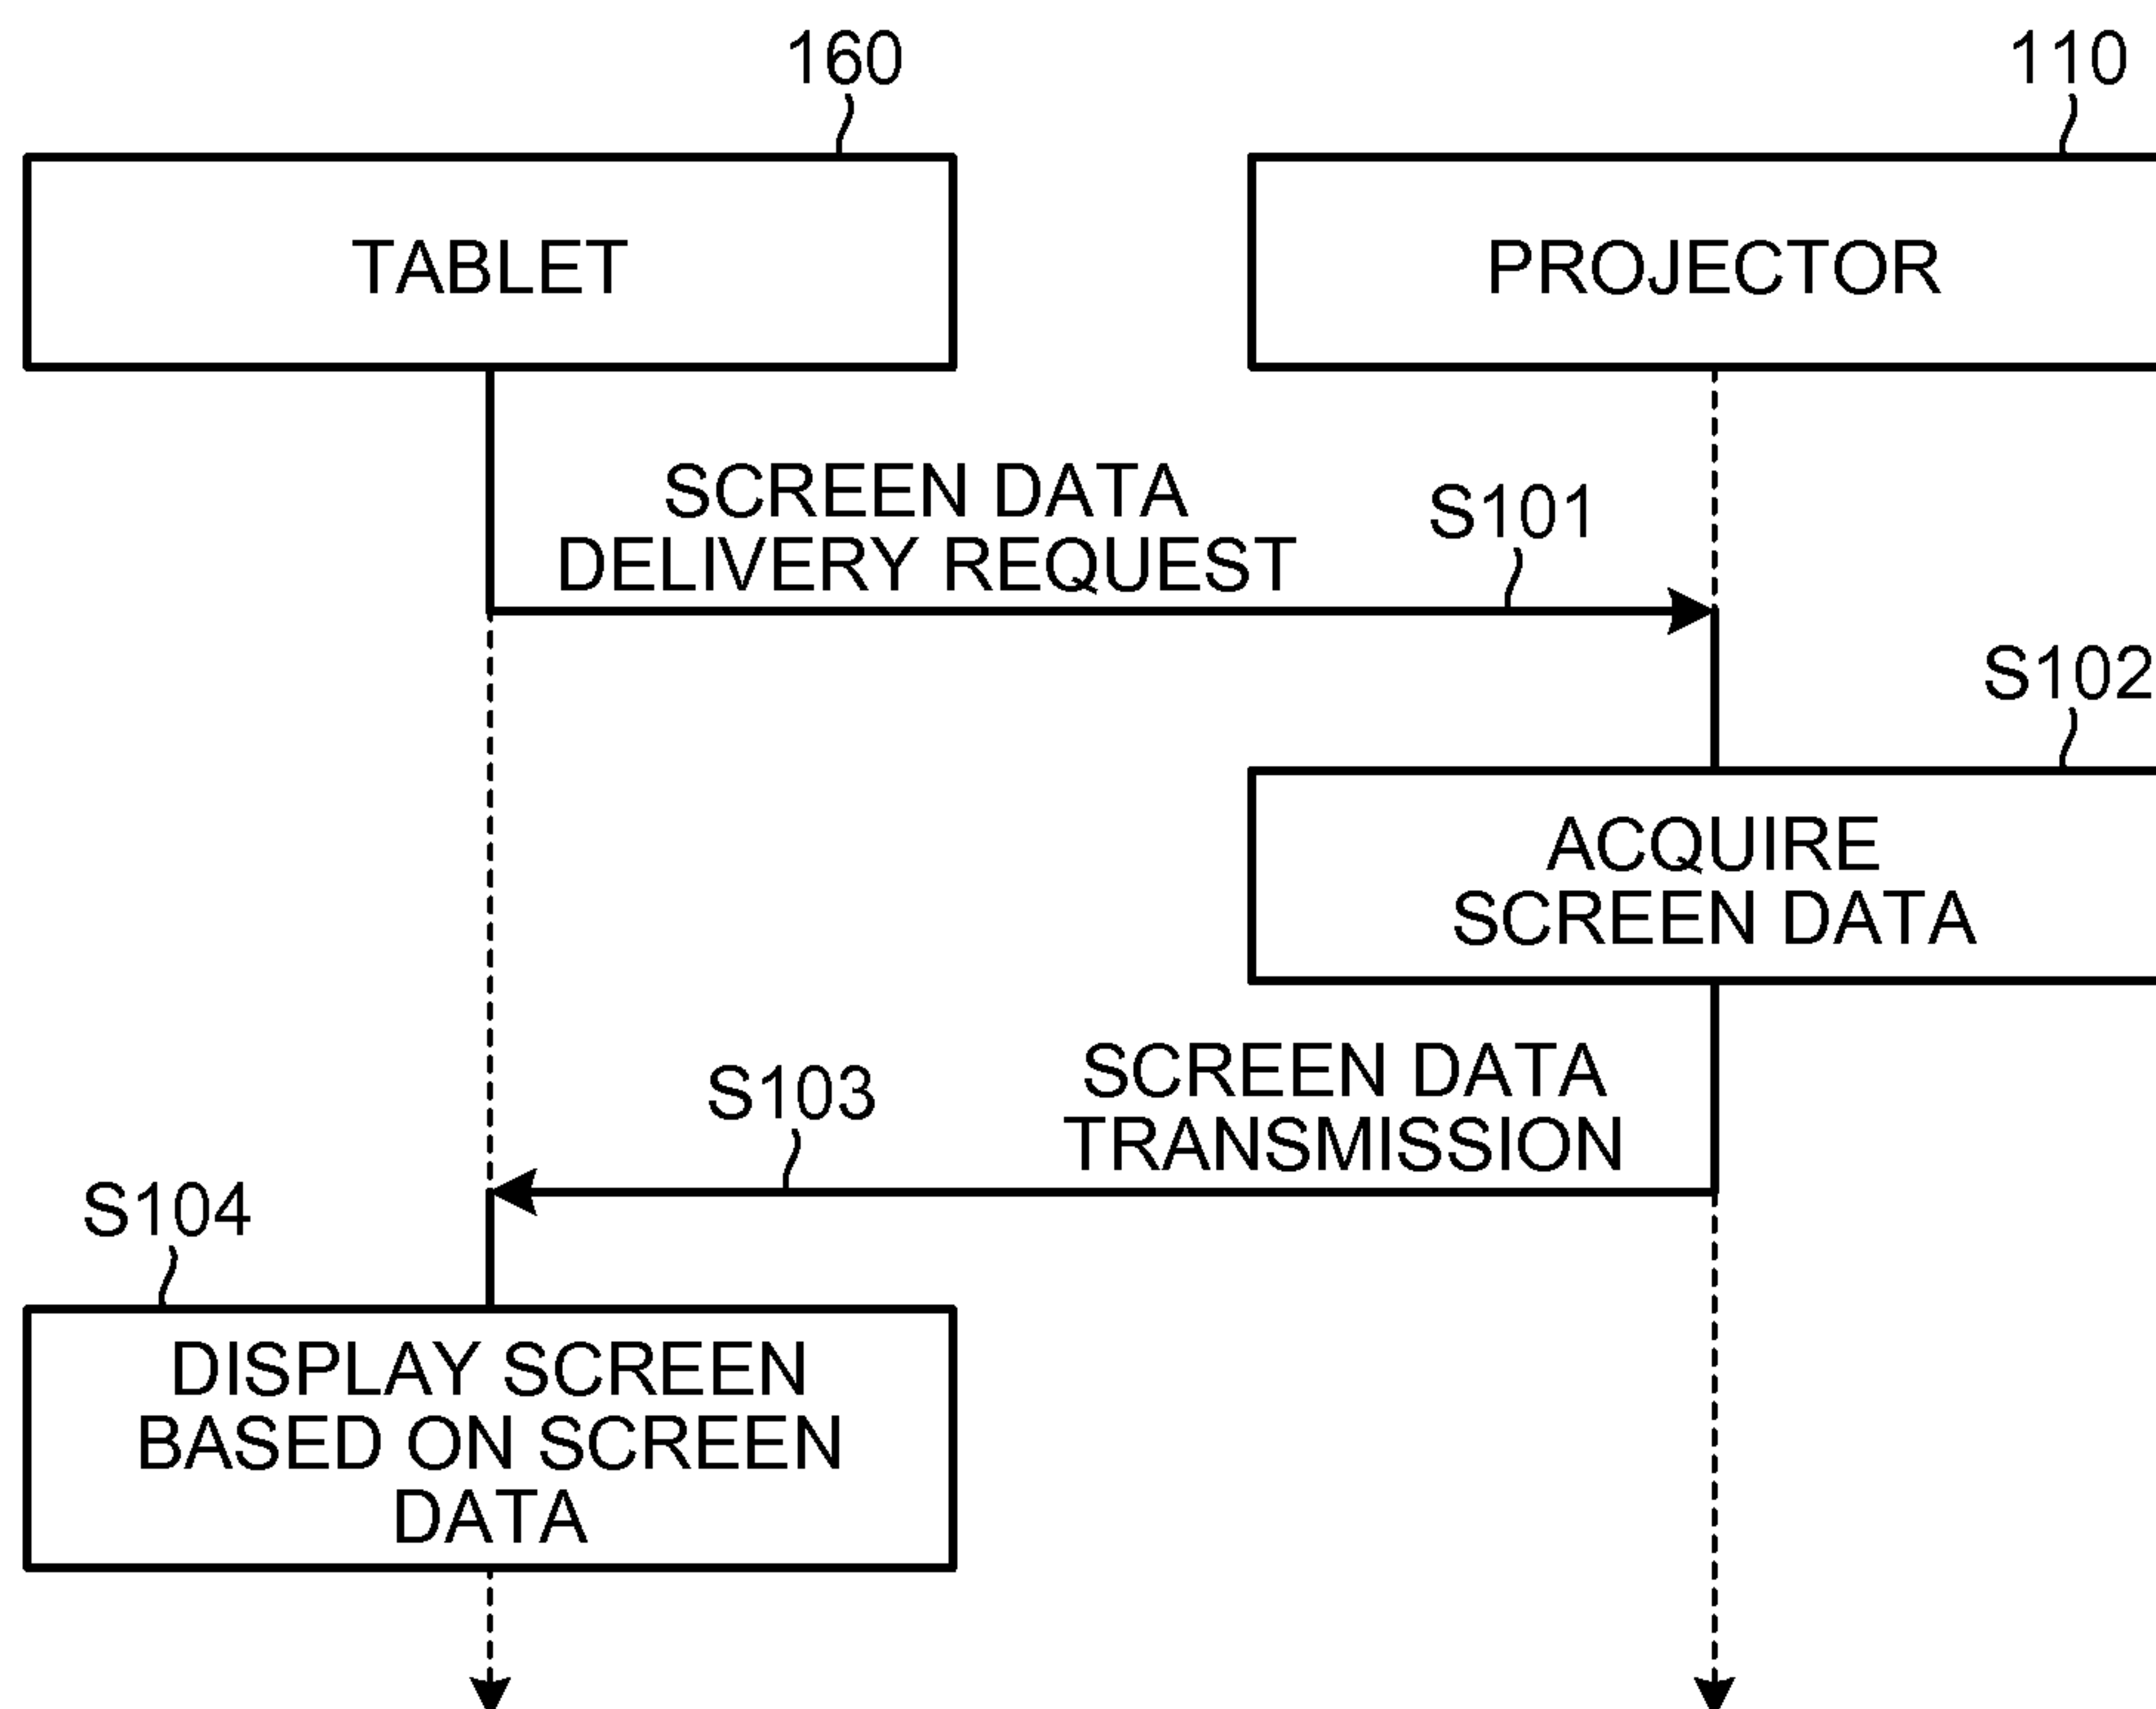 160
110
TABLET
PROJECTOR
SCREEN DATA
DELIVERY REQUEST
S101
S102
ACQUIRE
SCREEN DATA
SCREEN DATA
TRANSMISSION
S103
S104
DISPLAY SCREEN
BASED ON SCREEN
DATA